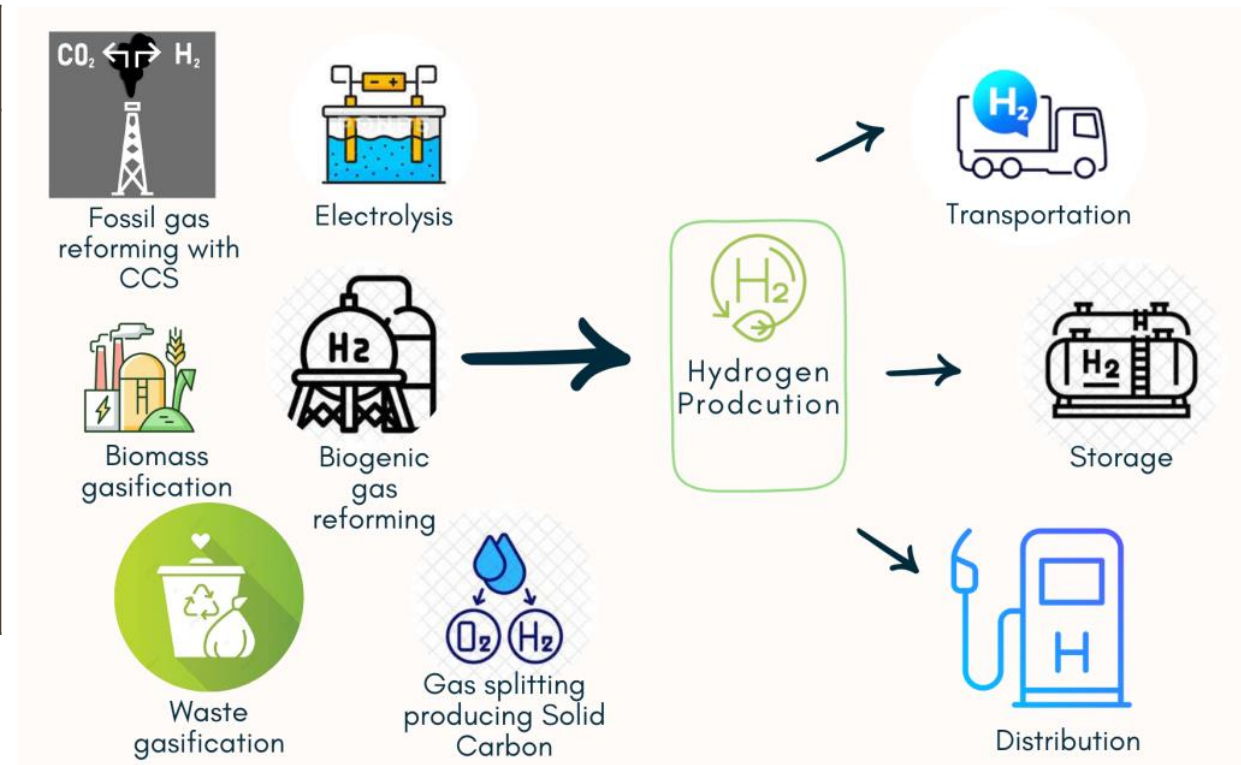 CO₂ H₂
Fossil gas
reforming with
CCS
Electrolysis
Biomass
gasification
H2
Biogenic
gas
reforming
Waste
gasification
O2 H2
Gas splitting
producing Solid
Carbon
H2
Hydrogen
Prodcution
H₂
Transportation
H
H2
Storage
H
Distribution